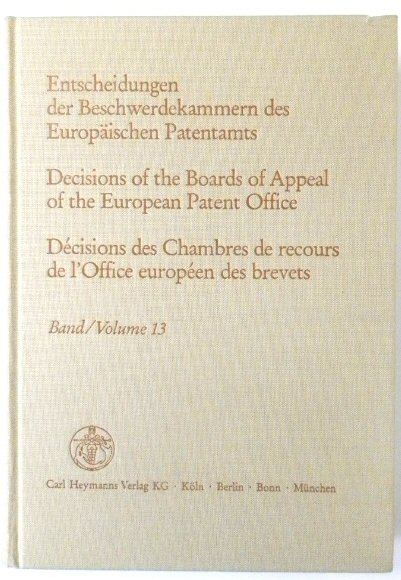 Entscheidungen
der Beschwerdekammern des
Europäischen Patentamts
Decisions of the Boards of Appeal
of the European Patent Office
Décisions des Chambres de recours
de l'Office européen des brevets
Band/Volume 13
Carl Heymanns Verlag KG · Köln · Berlin · Bonn · München